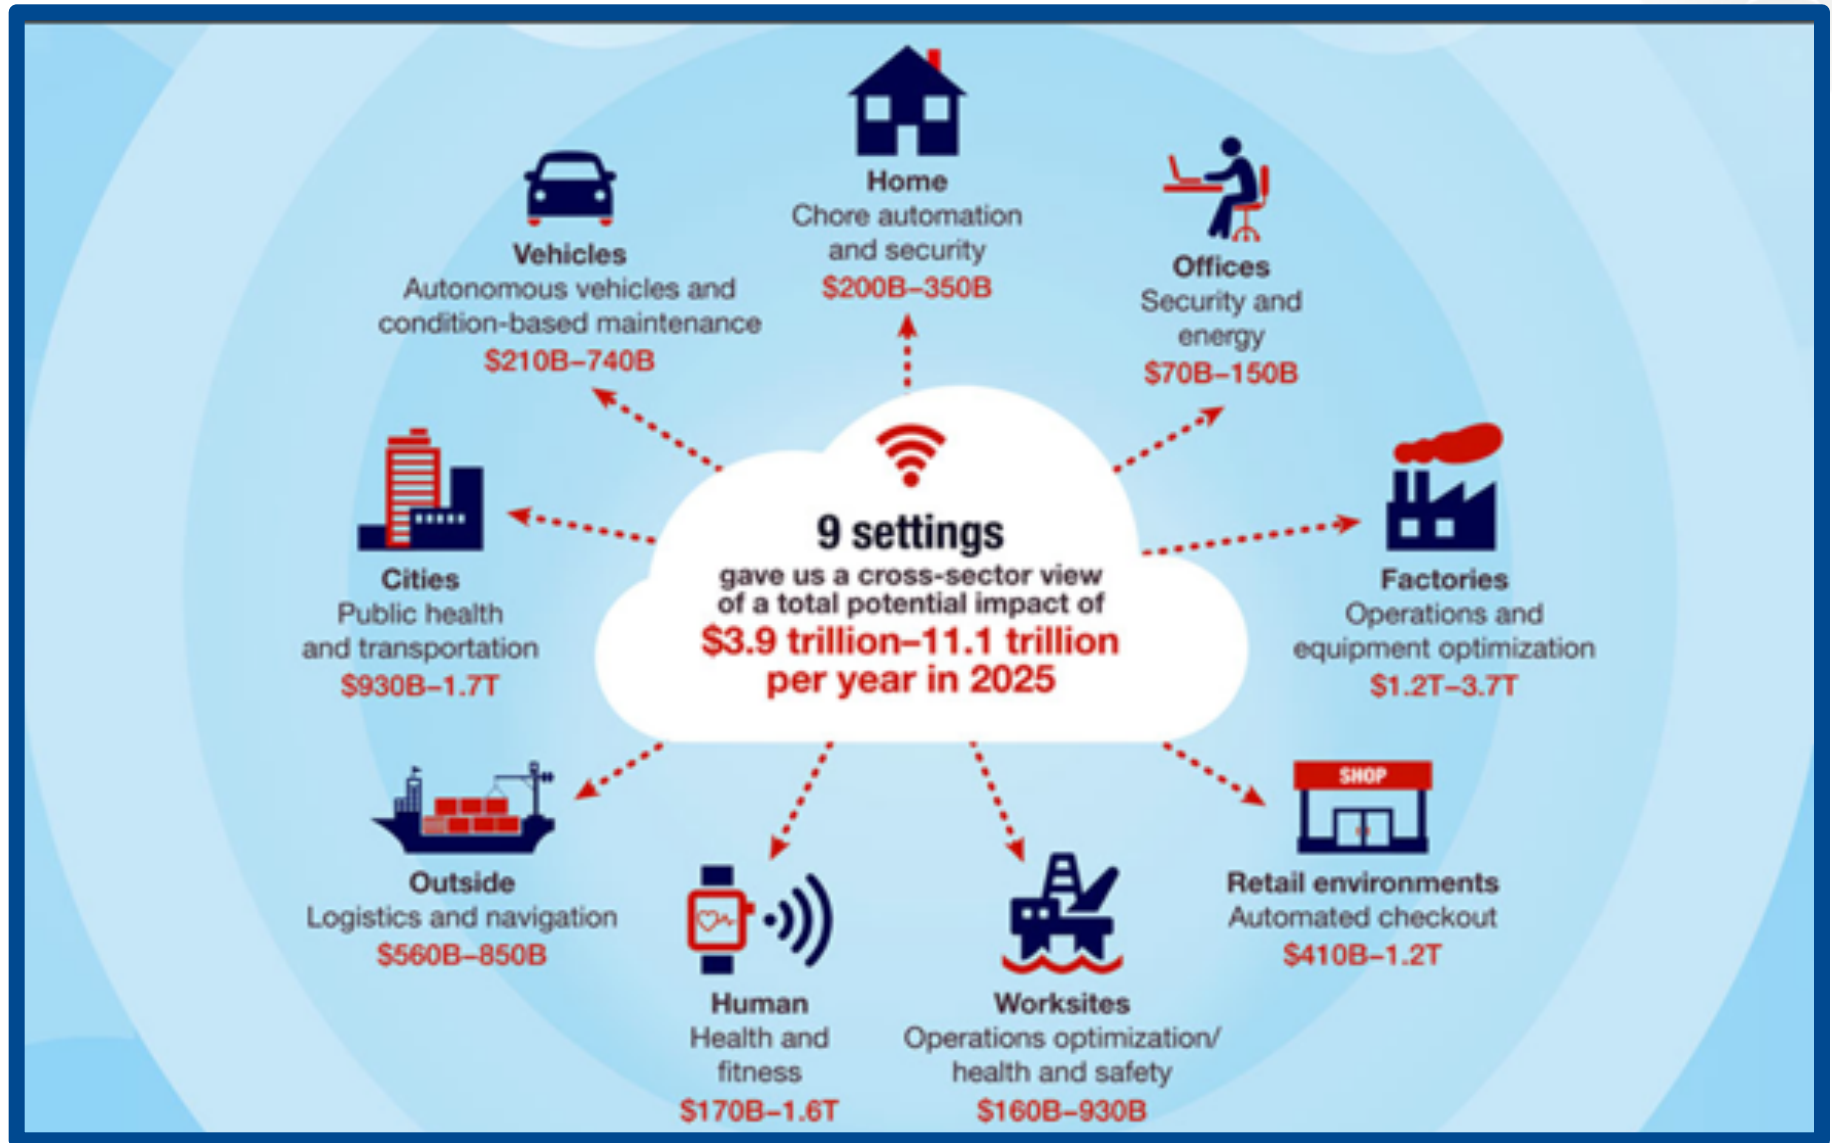 Home
Chore automation
and security
$200B–350B
Vehicles
Autonomous vehicles and
condition-based maintenance
$210B–740B
Offices
Security and
energy
$70B–150B
9 settings
gave us a cross-sector view
of a total potential impact of
$3.9 trillion–11.1 trillion
per year in 2025
Cities
Public health
and transportation
$930B–1.7T
Factories
Operations and
equipment optimization
$1.2T–3.7T
Outside
Logistics and navigation
$560B–850B
SHOP
Retail environments
Automated checkout
$410B–1.2T
Human
Health and
fitness
$170B–1.6T
Worksites
Operations optimization/
health and safety
$160B–930B